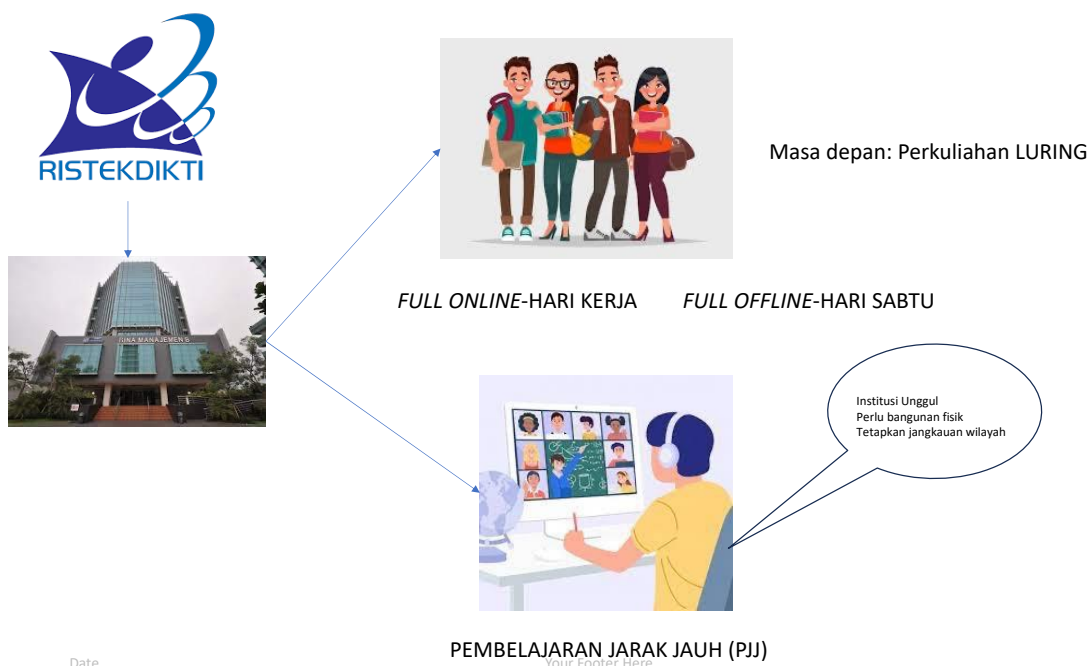 RISTEKDIKTI
Masa depan: Perkuliahan LURING
BINA MANAJEMEN
FULL ONLINE-HARI KERJA
FULL OFFLINE-HARI SABTU
Institusi Unggul
Perlu bangunan fisik
Tetapkan jangkauan wilayah
PEMBELAJARAN JARAK JAUH (PJJ)
Date
Your Footer Here